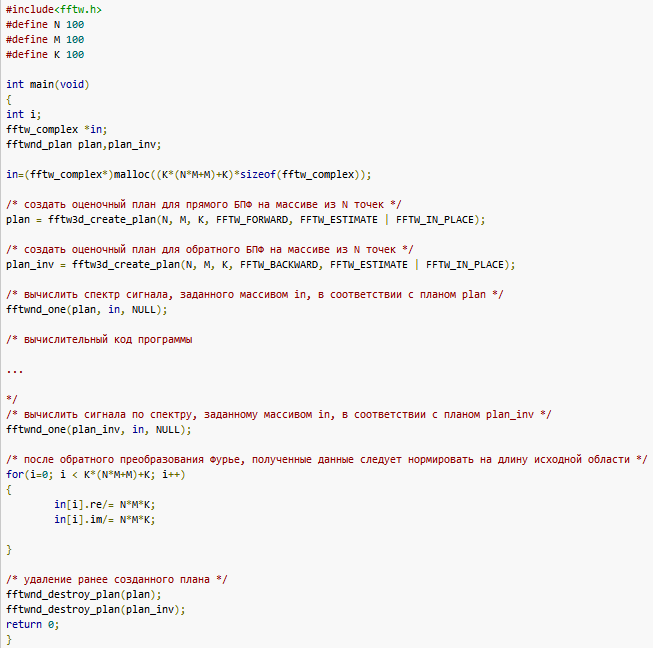 #include<fftw.h>
#define N 100
#define M 100
#define K 100
int main(void)
{
int i;
fftw_complex *in;
fftwnd_plan plan,plan_inv;
in=(fftw_complex*)malloc((K*(N*M+M)+K)*sizeof(fftw_complex));
/* создать оценочный план для прямого БПФ на массиве из N точек */
plan = fftw3d_create_plan(N, M, K, FFTW_FORWARD, FFTW_ESTIMATE | FFTW_IN_PLACE);
/* создать оценочный план для обратного БПФ на массиве из N точек */
plan_inv = fftw3d_create_plan(N, M, K, FFTW_BACKWARD, FFTW_ESTIMATE | FFTW_IN_PLACE);
/* вычислить спектр сигнала, заданного массивом in, в соответствии с планом plan */
fftwnd_one(plan, in, NULL);
/* вычислительный код программы
...
*/
/* вычислить сигнала по спектру, заданному массивом in, в соответствии с планом plan_inv */
fftwnd_one(plan_inv, in, NULL);
/* после обратного преобразования Фурье, полученные данные следует нормировать на длину исходной области */
for(i=0; i < K*(N*M+M)+K; i++)
{
in[i].re/= N*M*K;
in[i].im/= N*M*K;
}
/* удаление ранее созданного плана */
fftwnd_destroy_plan(plan);
fftwnd_destroy_plan(plan_inv);
return 0;
}